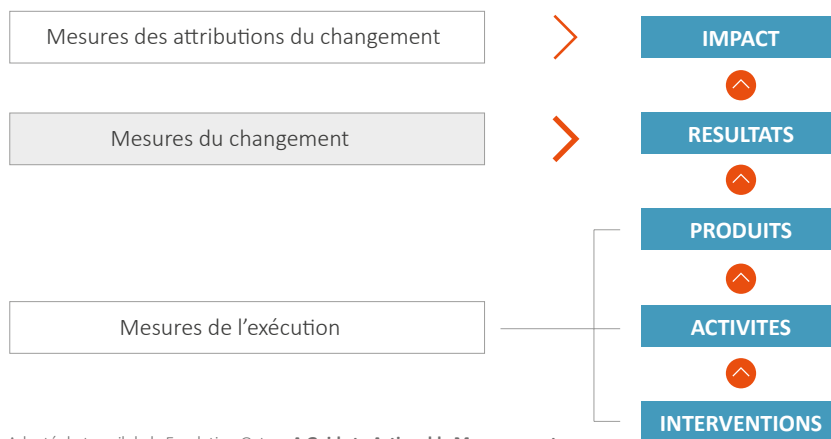 Mesures des attributions du changement
IMPACT
Mesures du changement
RESULTATS
PRODUITS
Mesures de l'exécution
ACTIVITES
INTERVENTIONS